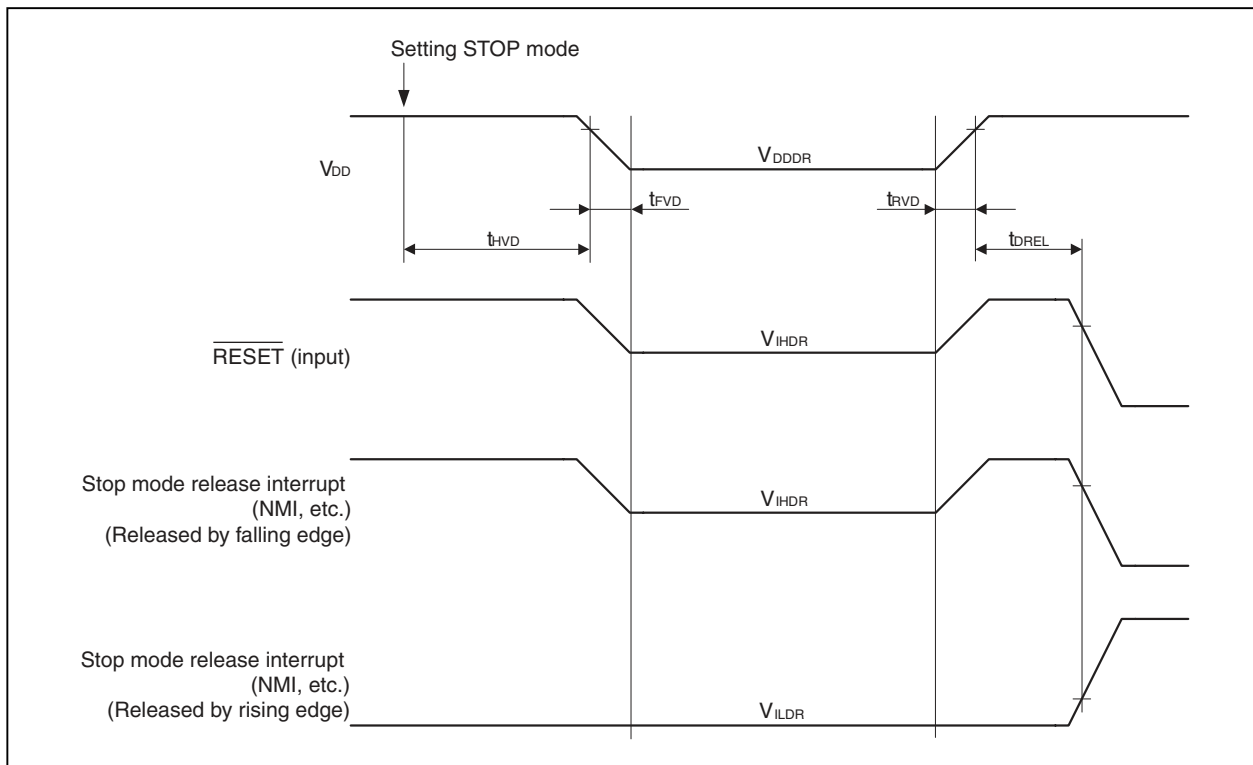 Setting STOP mode
VDD
VDDDR
tFVD
tRVD
tHVD
tDREL
RESET (input)
VIHDR
Stop mode release interrupt
(NMI, etc.)
(Released by falling edge)
VIHDR
Stop mode release interrupt
(NMI, etc.)
(Released by rising edge)
VILDR